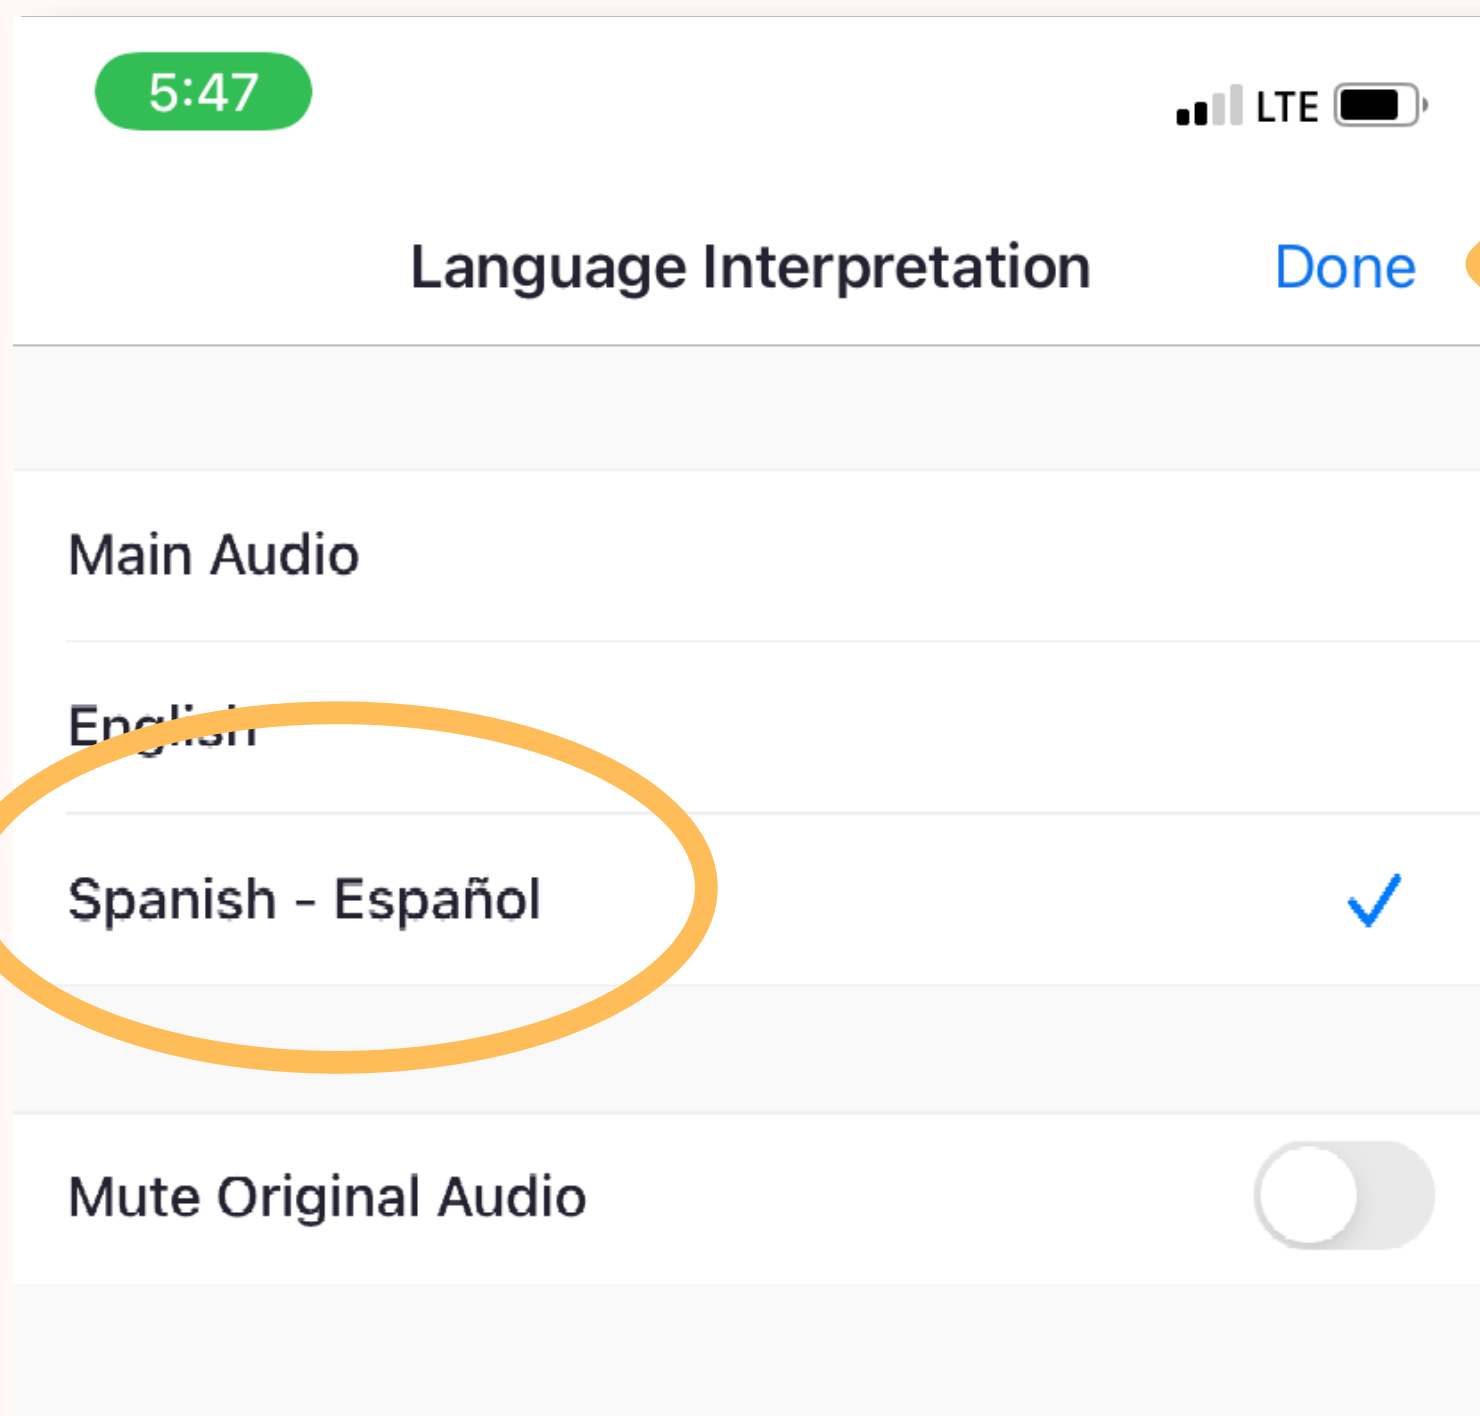 5:47
LTE
Language Interpretation
Done
Main Audio
English
Spanish - Español
Mute Original Audio